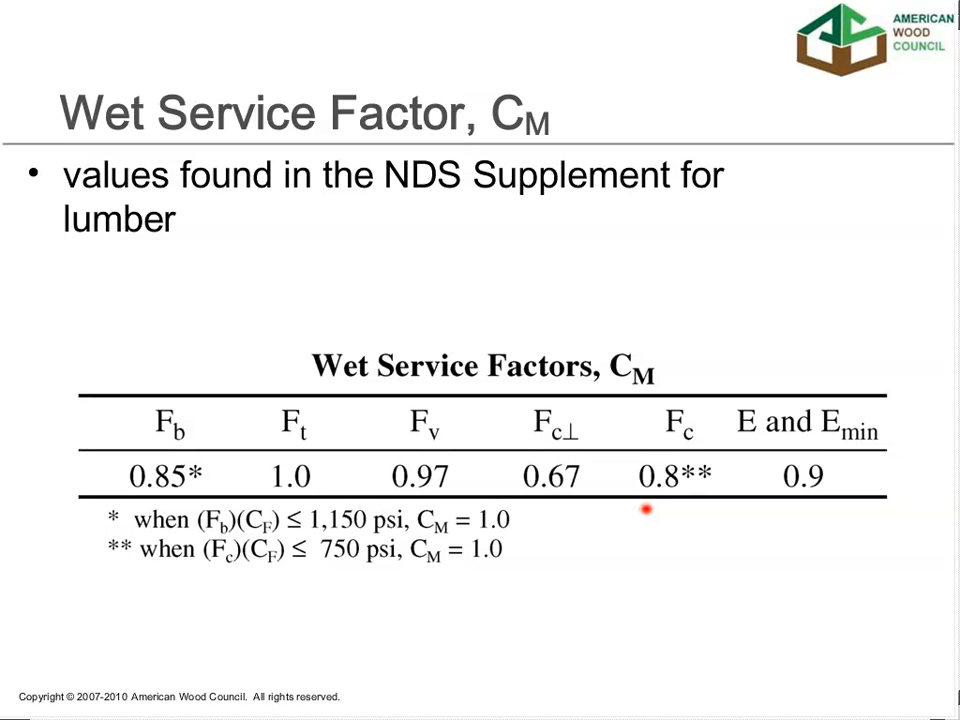 AMERICAN
WOOD
COUNCIL
Wet Service Factor, CM
• values found in the NDS Supplement for
lumber
Wet Service Factors, CM
Fb Ft Fv Fc⊥ Fc E and Emin
0.85* 1.0 0.97 0.67 0.8** 0.9
* when (Fb)(CF) ≤ 1,150 psi, CM = 1.0
** when (Fc)(CF) ≤ 750 psi, CM = 1.0
Copyright © 2007-2010 American Wood Council. All rights reserved.